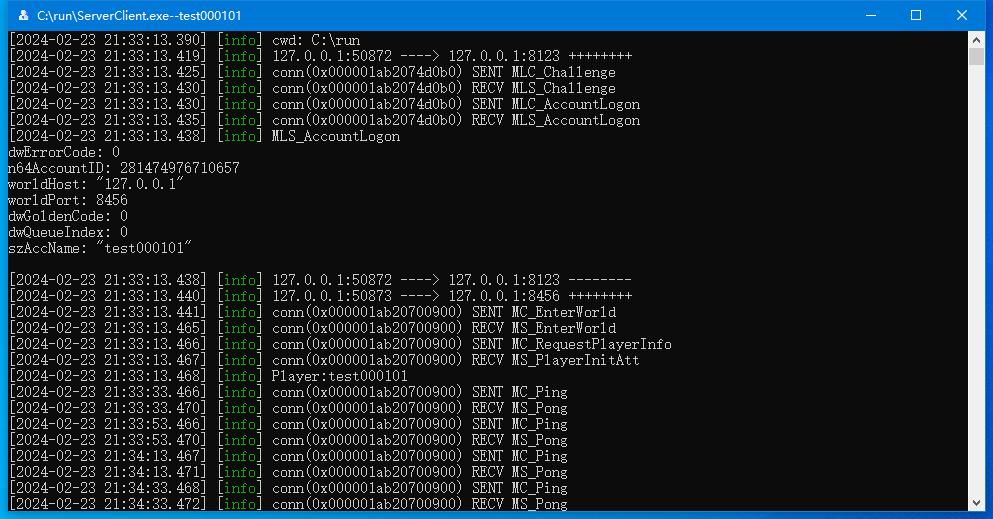 C:\run\ServerClient.exe--test000101
[2024-02-23 21:33:13.390] [info] cwd: C:\run
[2024-02-23 21:33:13.419] [info] 127.0.0.1:50872 ----> 127.0.0.1:8123 ++++++++
[2024-02-23 21:33:13.425] [info] conn(0x000001ab2074d0b0) SENT MLC_Challenge
[2024-02-23 21:33:13.430] [info] conn(0x000001ab2074d0b0) RECV MLS_Challenge
[2024-02-23 21:33:13.430] [info] conn(0x000001ab2074d0b0) SENT MLC_AccountLogon
[2024-02-23 21:33:13.435] [info] conn(0x000001ab2074d0b0) RECV MLS_AccountLogon
[2024-02-23 21:33:13.438] [info] MLS_AccountLogon
dwErrorCode: 0
n64AccountID: 281474976710657
worldHost: "127.0.0.1"
worldPort: 8456
dwGoldenCode: 0
dwQueueIndex: 0
szAccName: "test000101"
[2024-02-23 21:33:13.438] [info] 127.0.0.1:50872 ----> 127.0.0.1:8123 --------
[2024-02-23 21:33:13.440] [info] 127.0.0.1:50873 ----> 127.0.0.1:8456 ++++++++
[2024-02-23 21:33:13.441] [info] conn(0x000001ab20700900) SENT MC_EnterWorld
[2024-02-23 21:33:13.465] [info] conn(0x000001ab20700900) RECV MS_EnterWorld
[2024-02-23 21:33:13.466] [info] conn(0x000001ab20700900) SENT MC_RequestPlayerInfo
[2024-02-23 21:33:13.467] [info] conn(0x000001ab20700900) RECV MS_PlayerInitAtt
[2024-02-23 21:33:13.468] [info] Player:test000101
[2024-02-23 21:33:33.466] [info] conn(0x000001ab20700900) SENT MC_Ping
[2024-02-23 21:33:33.470] [info] conn(0x000001ab20700900) RECV MS_Pong
[2024-02-23 21:33:53.466] [info] conn(0x000001ab20700900) SENT MC_Ping
[2024-02-23 21:33:53.470] [info] conn(0x000001ab20700900) RECV MS_Pong
[2024-02-23 21:34:13.467] [info] conn(0x000001ab20700900) SENT MC_Ping
[2024-02-23 21:34:13.471] [info] conn(0x000001ab20700900) RECV MS_Pong
[2024-02-23 21:34:33.468] [info] conn(0x000001ab20700900) SENT MC_Ping
[2024-02-23 21:34:33.472] [info] conn(0x000001ab20700900) RECV MS_Pong